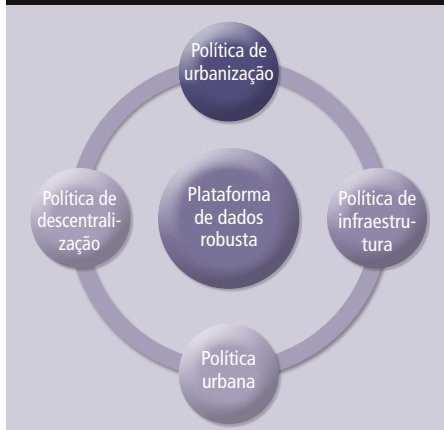 Política de
urbanização
Política de
descentrali-
zação
Plataforma
de dados
robusta
Política de
infraestru-
tura
Política
urbana